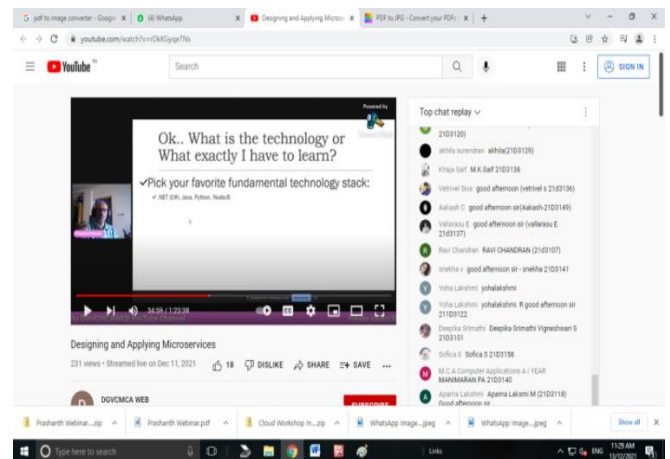 pdf to image converter - Googl
(4) WhatsApp
Designing and Applying Micros
PDF to JPG - Convert your PDFs
youtube.com/watch?v=
YouTube
Search
SIGN IN
Powered by
Ok.. What is the technology or
What exactly I have to learn?
✔Pick your favorite fundamental technology stack:
✔ .NET (C#), Java, Python, NodeJS
34:59 / 1:23:38
Designing and Applying Microservices
231 views • Streamed live on Dec 11, 2021
18
DISLIKE
SHARE
SAVE
DGVCMCA WEB
SUBSCRIBE
Top chat replay
21D3120)
akhila surendran akhila(21D3129)
Khaja Saif M.K.Saif 21D3138
Vetrivel Siva good afternoon (vetrivel s 21d3136)
Aakash C good afternoon sir(Aakash-21D3149)
Vallarasu E good afternoon sir (vallarasu E
21d3137)
Ravi Chandran RAVI CHANDRAN (21d3107)
snekha v good afternoon sir - snekha 21D3141
Yoha Lakshmi yohalakshmi
Yoha Lakshmi yohalakshmi. R good afternoon sir
211D3122
Deepika Srimathi Deepika Srimathi Vigneshwari S
21D3101
Sofica S Sofica S 21D3158
M.C.A Computer Applications A I YEAR
MANIMARAN PA 21D3140
Aparna Lakshmi Aparna Laksmi M (21D3118)
Good afternoon sir
Prashanth Webinar....zip
Prashanth Webinar.pdf
Cloud Workshop In....zip
WhatsApp Image....jpeg
WhatsApp Image....jpeg
Show all
Type here to search
Links
ENG
11:29 AM
13/12/2021